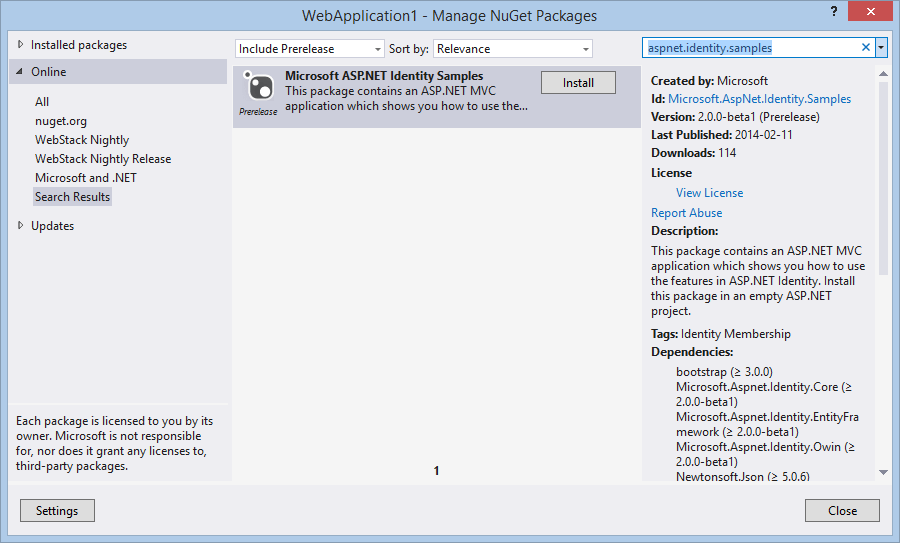 WebApplication1 - Manage NuGet Packages
?
Installed packages
Online
All
nuget.org
WebStack Nightly
WebStack Nightly Release
Microsoft and .NET
Search Results
Updates
Each package is licensed to you by its
owner. Microsoft is not responsible
for, nor does it grant any licenses to,
third-party packages.
Include Prerelease
Sort by:
Relevance
Microsoft ASP.NET Identity Samples
This package contains an ASP.NET MVC
application which shows you how to use the...
Prerelease
Install
1
aspnet.identity.samples
Created by: Microsoft
Id: Microsoft.AspNet.Identity.Samples
Version: 2.0.0-beta1 (Prerelease)
Last Published: 2014-02-11
Downloads: 114
License
View License
Report Abuse
Description:
This package contains an ASP.NET MVC
application which shows you how to use
the features in ASP.NET Identity. Install
this package in an empty ASP.NET
project.
Tags: Identity Membership
Dependencies:
bootstrap (≥ 3.0.0)
Microsoft.Aspnet.Identity.Core (≥
2.0.0-beta1)
Microsoft.Aspnet.Identity.EntityFra
mework (≥ 2.0.0-beta1)
Microsoft.Aspnet.Identity.Owin (≥
2.0.0-beta1)
Newtonsoft.Json (≥ 5.0.6)
Settings
Close